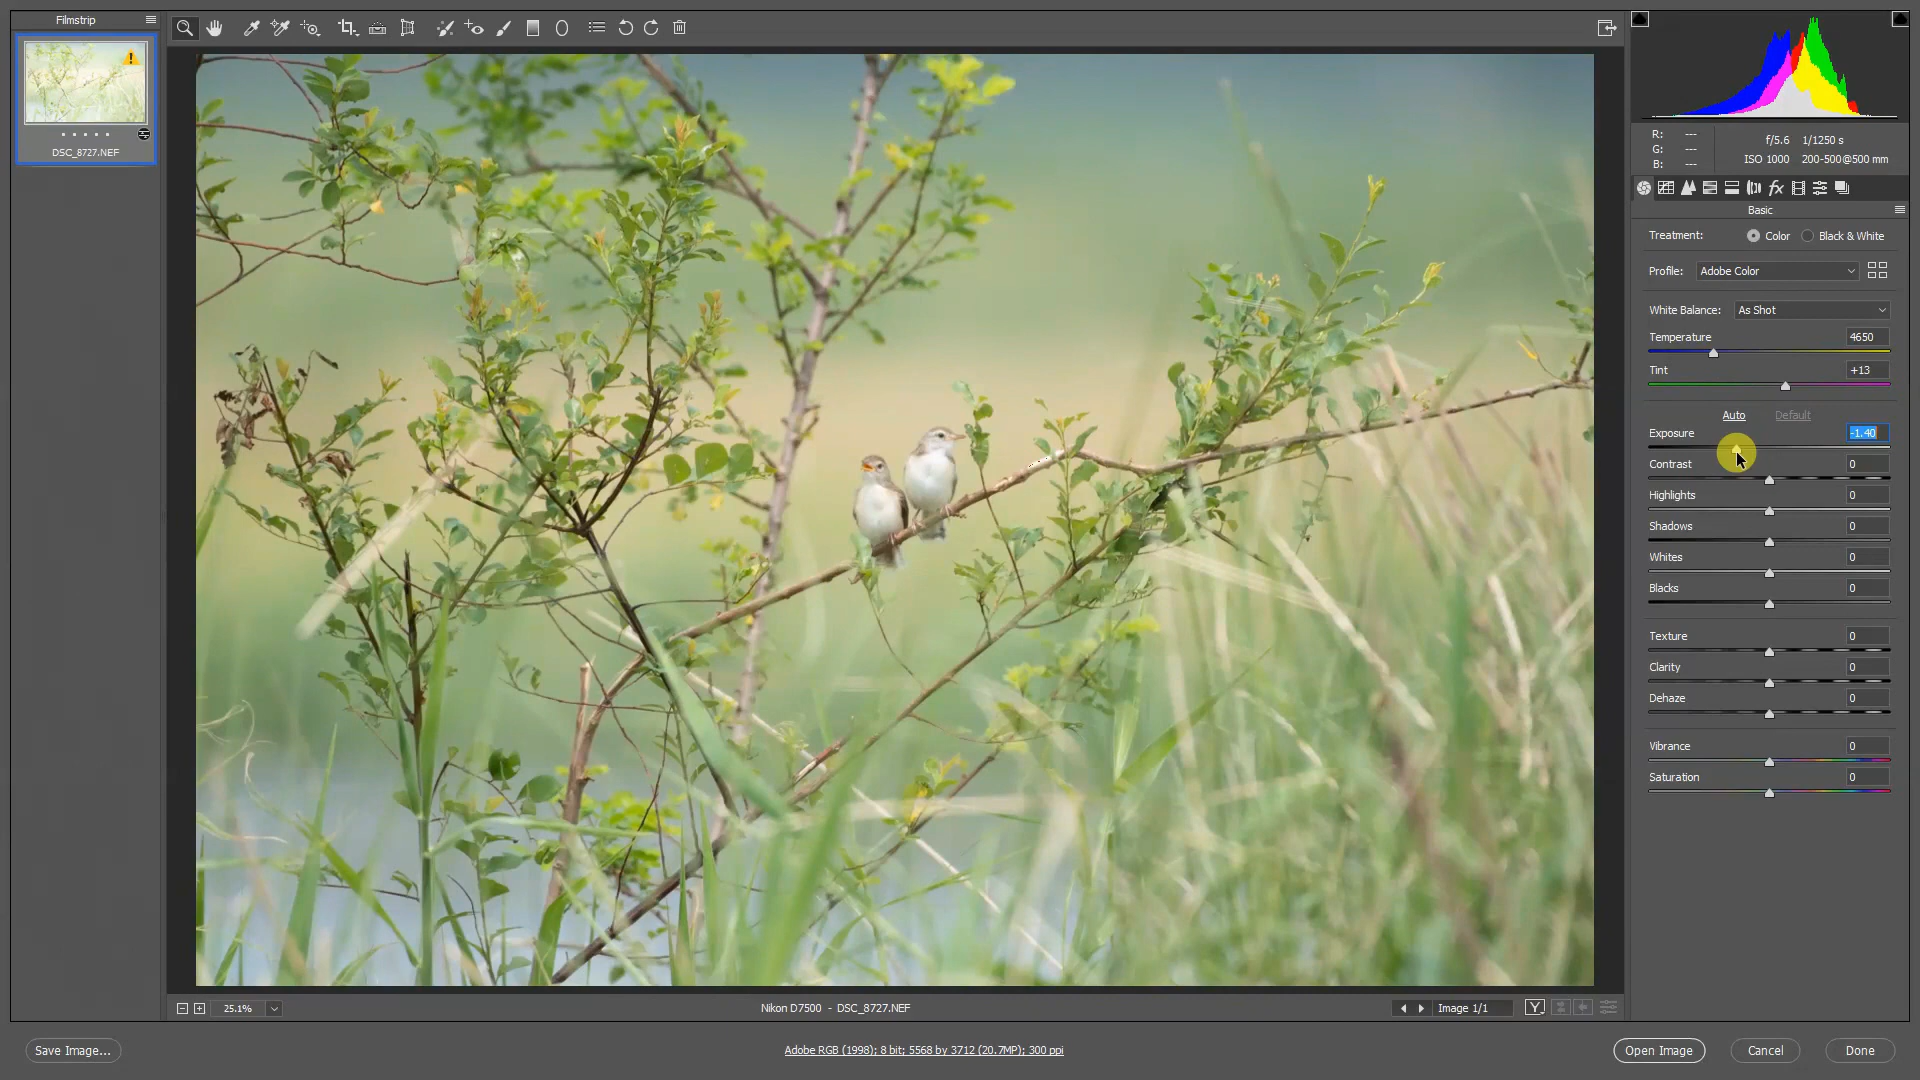 Filmstrip
DSC_8727.NEF
R: ---
G: ---
B: ---
f/5.6 1/1250 s
ISO 1000 200-500@500 mm
fx
Basic
Treatment: Color Black & White
Profile: Adobe Color
White Balance: As Shot
Temperature 4650
Tint +13
Auto Default
Exposure -1.40
Contrast 0
Highlights 0
Shadows 0
Whites 0
Blacks 0
Texture 0
Clarity 0
Dehaze 0
Vibrance 0
Saturation 0
25.1% Nikon D7500 - DSC_8727.NEF Image 1/1 Y
Save Image... Adobe RGB (1998); 8 bit; 5568 by 3712 (20.7MP); 300 ppi Open Image Cancel Done